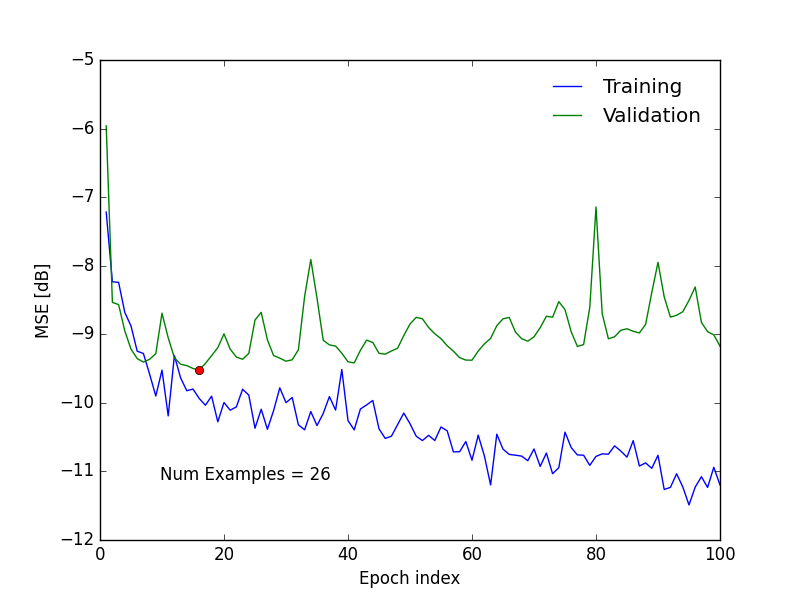 Training
Validation
Num Examples = 26
MSE [dB]
−5
−6
−7
−8
−9
−10
−11
−12
0 20 40 60 80 100
Epoch index